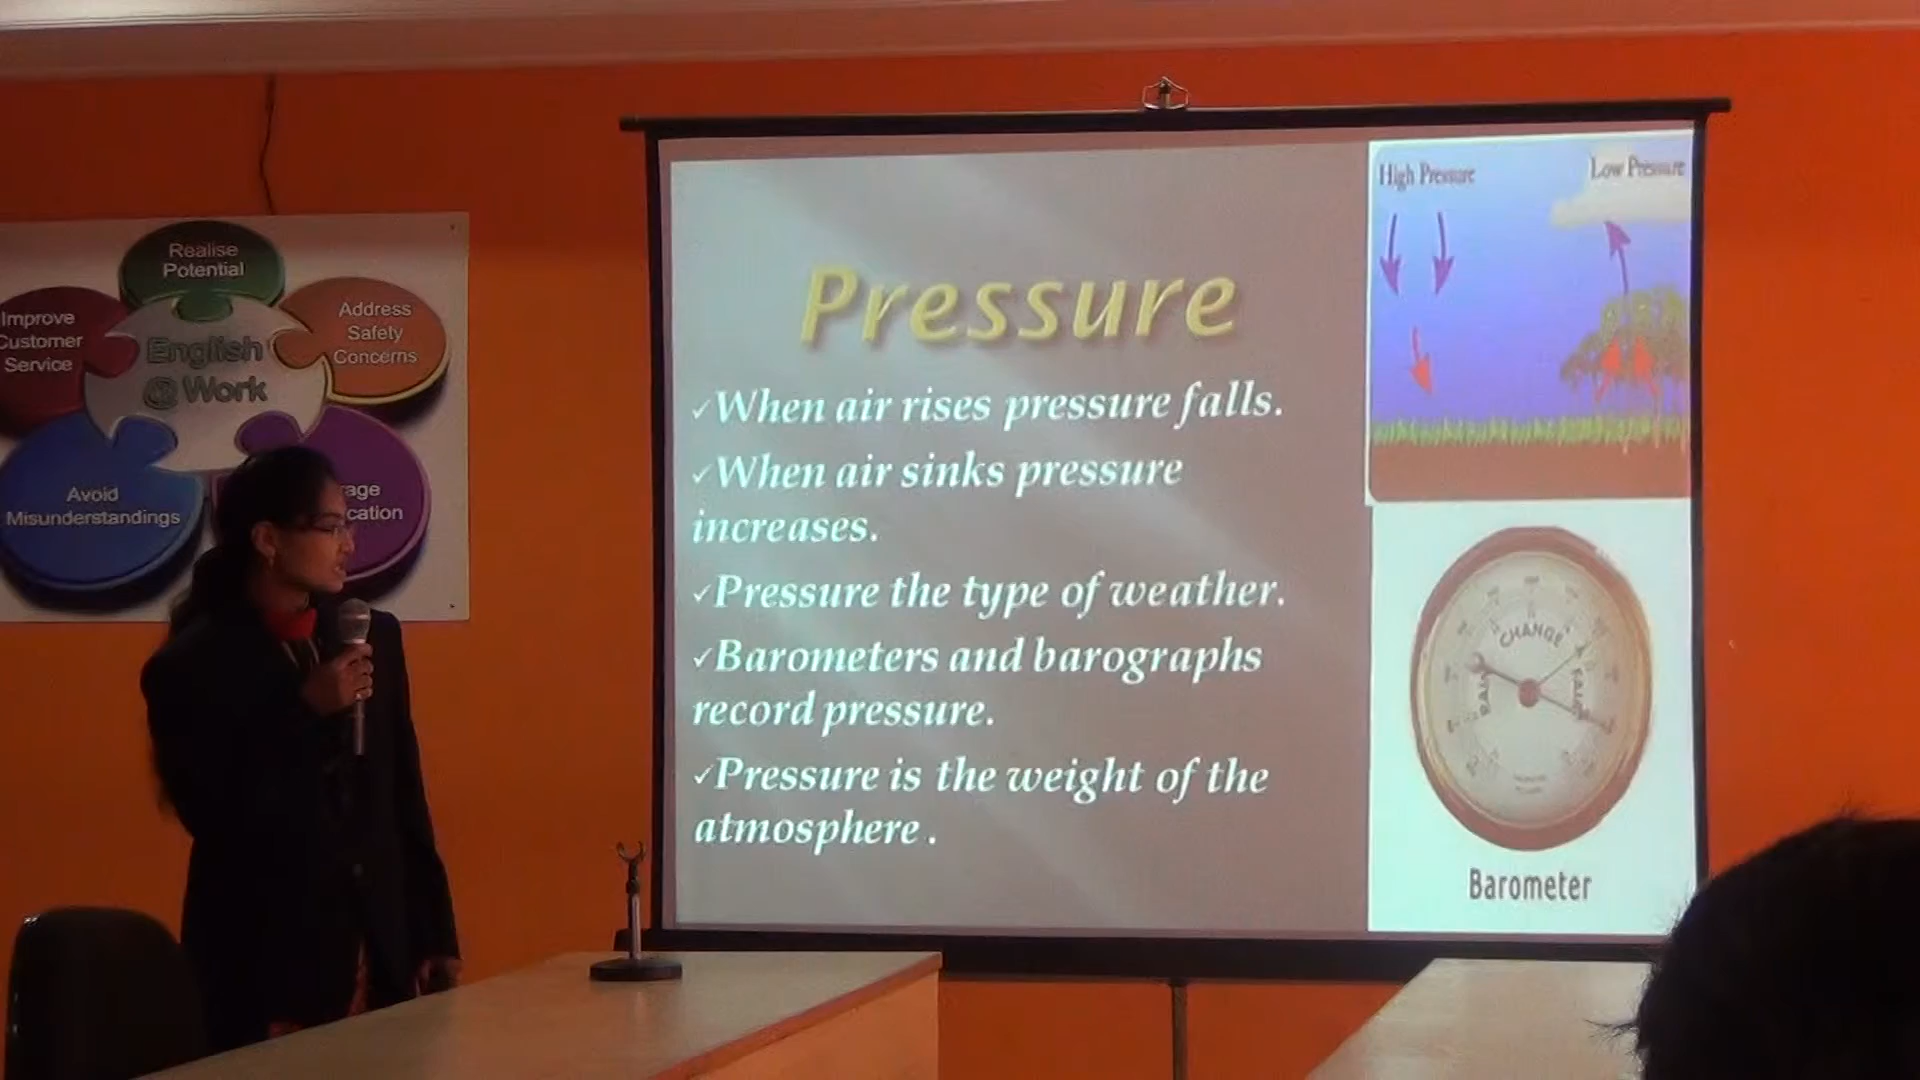 Realise
Potential
Improve
Customer
Service
Address
Safety
Concerns
English
@ Work
Avoid
Misunderstandings
Pressure
✓When air rises pressure falls.
✓When air sinks pressure
increases.
✓Pressure the type of weather.
✓Barometers and barographs
record pressure.
✓Pressure is the weight of the
atmosphere .
High Pressure
Low Pressure
CHANGE
RAIN
FAIR
Barometer